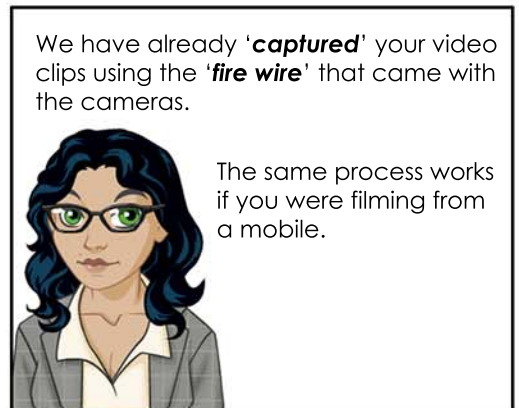 We have already ‘captured’ your video
clips using the ‘fire wire’ that came with
the cameras.
The same process works
if you were filming from
a mobile.